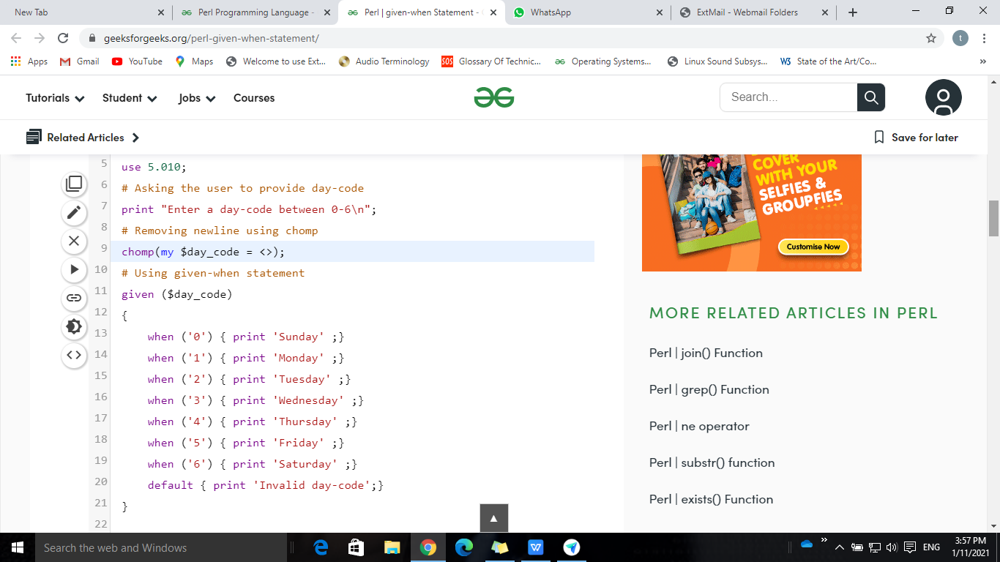 New Tab
Perl Programming Language -
Perl | given-when Statement -
WhatsApp
ExtMail - Webmail Folders
geeksforgeeks.org/perl-given-when-statement/
t
Apps
Gmail
YouTube
Maps
Welcome to use Ext...
Audio Terminology
SOS Glossary Of Technic...
Operating Systems...
Linux Sound Subsys...
W3 State of the Art/Co...
»
Tutorials
Student
Jobs
Courses
Search...
Related Articles
Save for later
5 use 5.010;
6 # Asking the user to provide day-code
7 print "Enter a day-code between 0-6\n";
8 # Removing newline using chomp
9 chomp(my $day_code = <>);
10 # Using given-when statement
11 given ($day_code)
12 {
13 when ('0') { print 'Sunday' ;}
14 when ('1') { print 'Monday' ;}
15 when ('2') { print 'Tuesday' ;}
16 when ('3') { print 'Wednesday' ;}
17 when ('4') { print 'Thursday' ;}
18 when ('5') { print 'Friday' ;}
19 when ('6') { print 'Saturday' ;}
20 default { print 'Invalid day-code';}
21 }
22
COVER
WITH YOUR
SELFIES &
GROUPFIES
Customise Now
MORE RELATED ARTICLES IN PERL
Perl | join() Function
Perl | grep() Function
Perl | ne operator
Perl | substr() function
Perl | exists() Function
Search the web and Windows
W
ENG
3:57 PM
1/11/2021